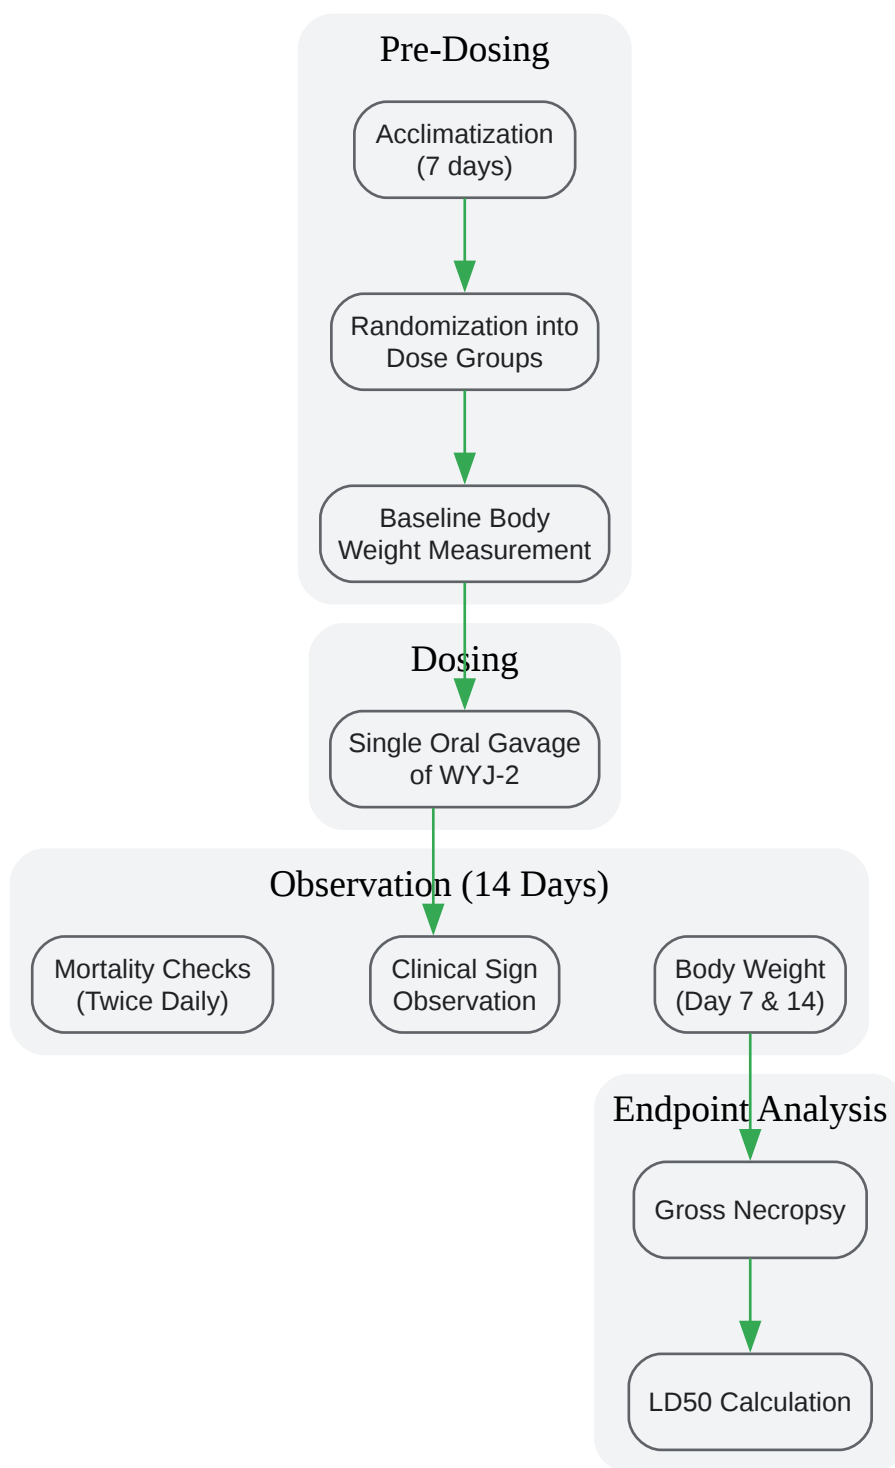 Pre-Dosing
Acclimatization
(7 days)
Randomization into
Dose Groups
Baseline Body
Weight Measurement
Dosing
Single Oral Gavage
of WYJ-2
Observation (14 Days)
Mortality Checks
(Twice Daily)
Clinical Sign
Observation
Body Weight
(Day 7 & 14)
Endpoint Analysis
Gross Necropsy
LD50 Calculation